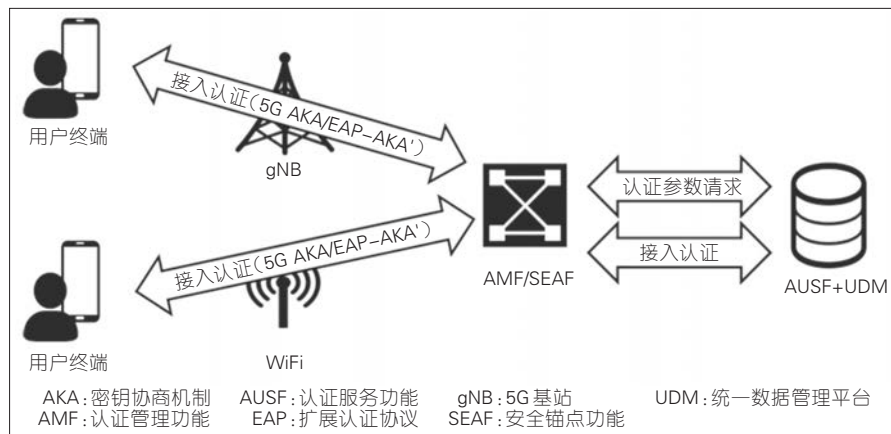 接入认证(5G AKA/EAP-AKA')
用户终端
gNB
认证参数请求
接入认证(5G AKA/EAP-AKA')
接入认证
AMF/SEAF
AUSF+UDM
用户终端
WiFi
AKA:密钥协商机制 AUSF:认证服务功能 gNB:5G基站 UDM:统一数据管理平台
AMF:认证管理功能 EAP:扩展认证协议 SEAF:安全锚点功能